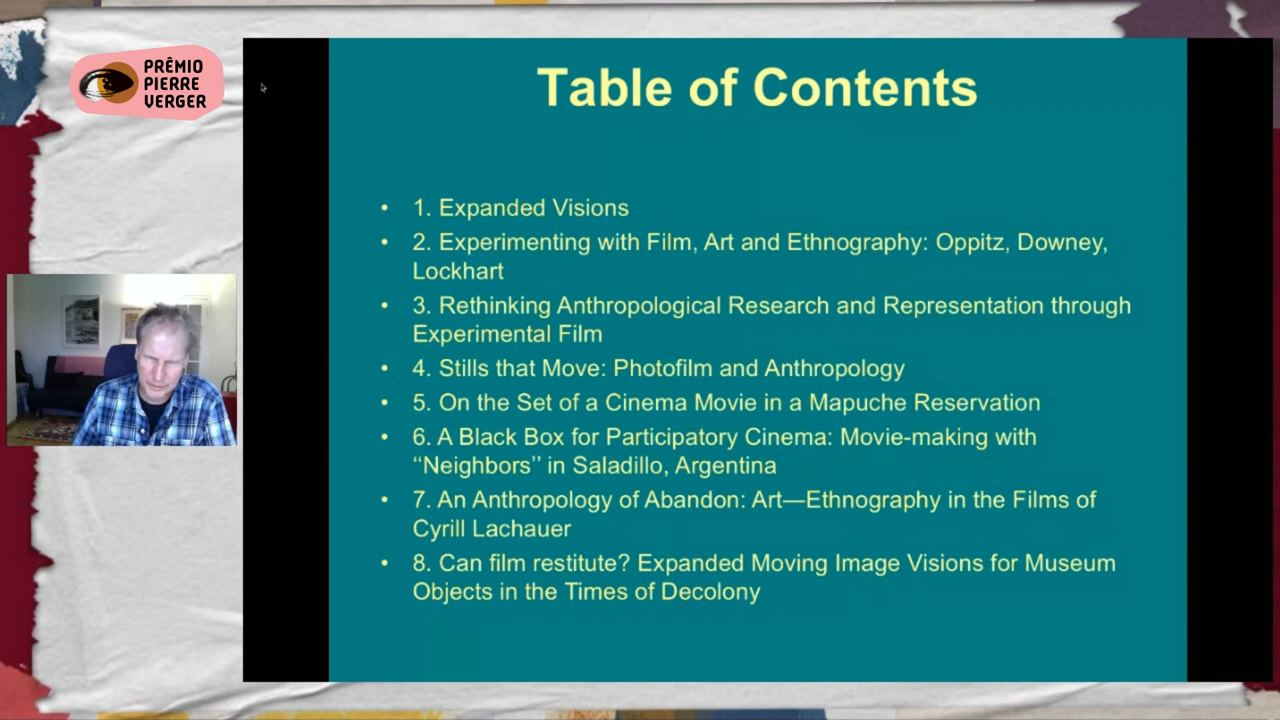 PRÊMIO
PIERRE
VERGER
Table of Contents
• 1. Expanded Visions
• 2. Experimenting with Film, Art and Ethnography: Oppitz, Downey,
Lockhart
• 3. Rethinking Anthropological Research and Representation through
Experimental Film
• 4. Stills that Move: Photofilm and Anthropology
• 5. On the Set of a Cinema Movie in a Mapuche Reservation
• 6. A Black Box for Participatory Cinema: Movie-making with
‘‘Neighbors’’ in Saladillo, Argentina
• 7. An Anthropology of Abandon: Art—Ethnography in the Films of
Cyrill Lachauer
• 8. Can film restitute? Expanded Moving Image Visions for Museum
Objects in the Times of Decolony